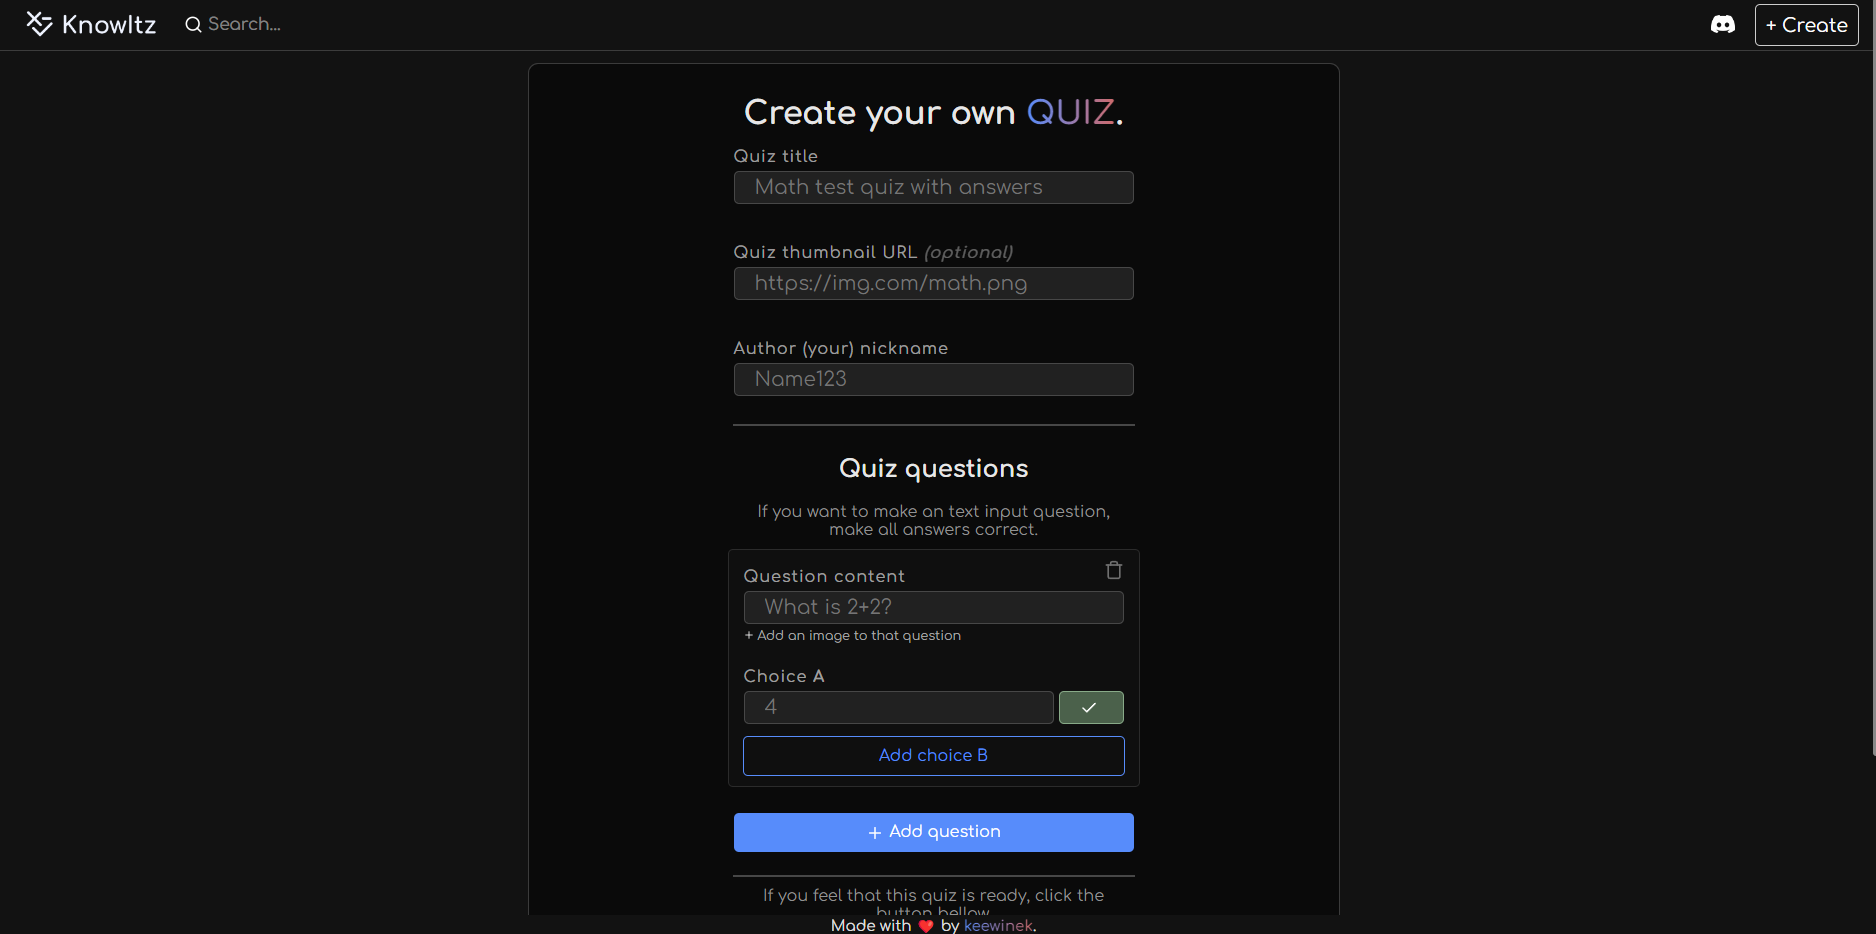 KnowItz
Search...
+ Create
Create your own QUIZ.
Quiz title
Math test quiz with answers
Quiz thumbnail URL (optional)
https://img.com/math.png
Author (your) nickname
Name123
Quiz questions
If you want to make an text input question,
make all answers correct.
Question content
What is 2+2?
+ Add an image to that question
Choice A
4
Add choice B
+ Add question
If you feel that this quiz is ready, click the
button bellow
Made with ❤️ by keewinek.